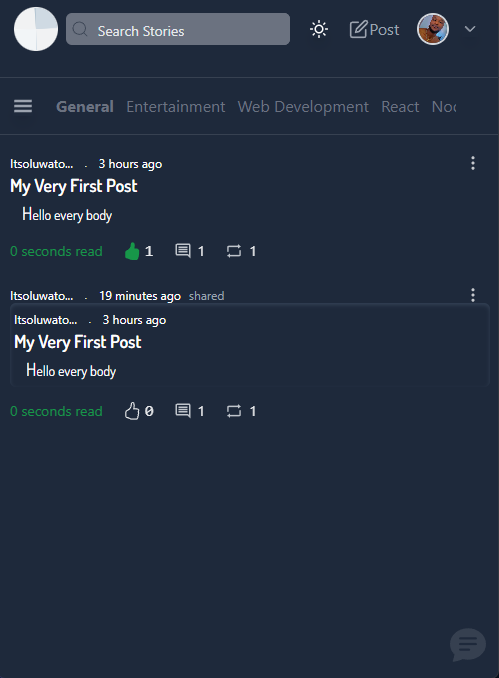 Search Stories Post
General Entertainment Web Development React Noc
Itsoluwato... . 3 hours ago
My Very First Post
Hello every body
0 seconds read 1 1 1
Itsoluwato... . 19 minutes ago shared
Itsoluwato... . 3 hours ago
My Very First Post
Hello every body
0 seconds read 0 1 1